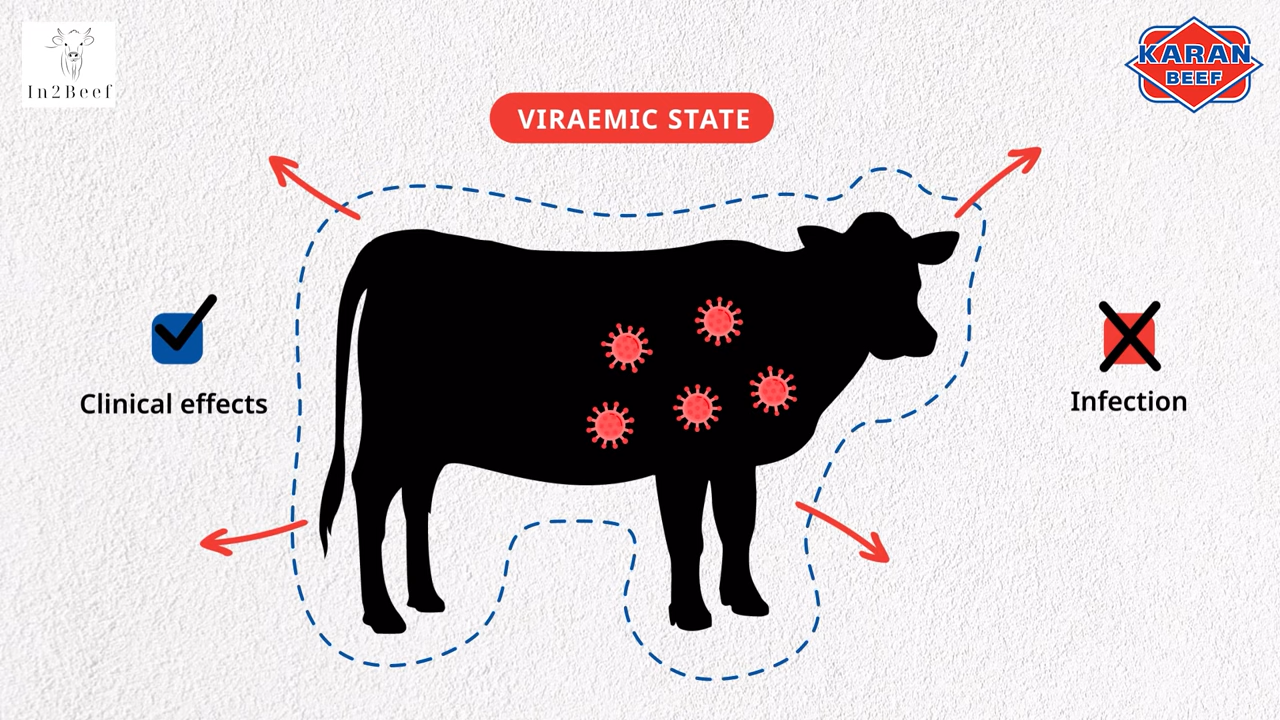 In2Beef
KARAN
BEEF
VIRAEMIC STATE
Clinical effects
Infection